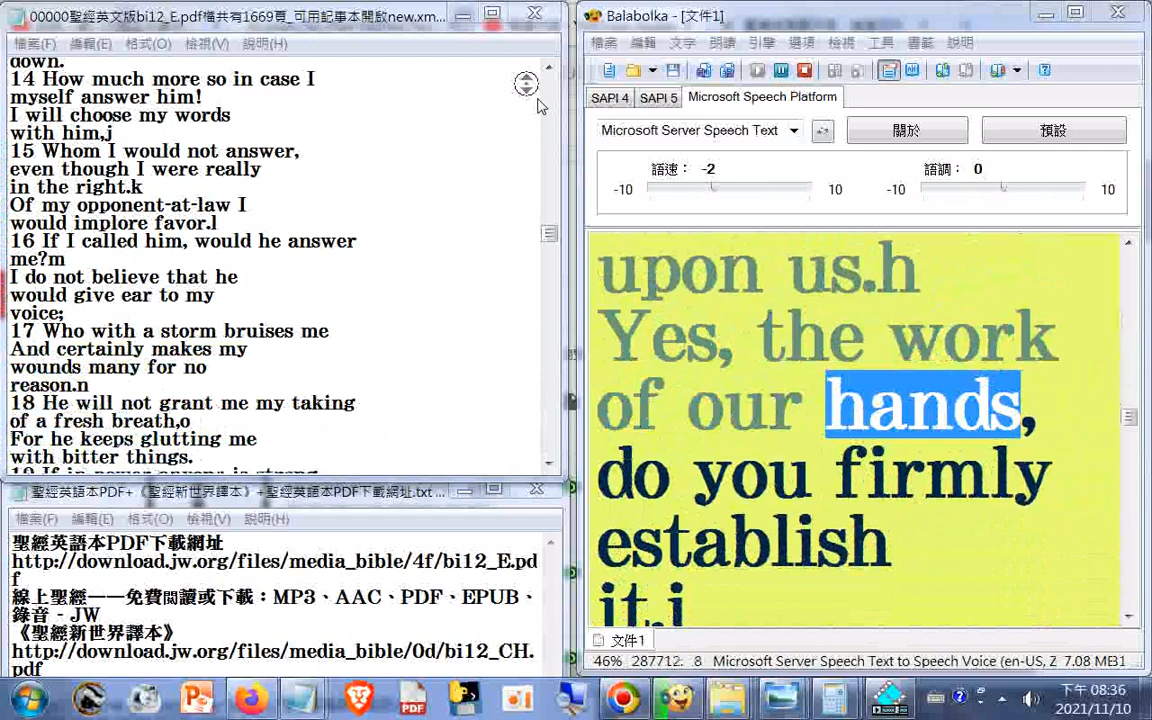 00000聖經英文版bi12_E.pdf檔共有1669頁_可用記事本開啟new.xm...
檔案(F) 編輯(E) 格式(O) 檢視(V) 說明(H)
down.
14 How much more so in case I
myself answer him!
I will choose my words
with him,j
15 Whom I would not answer,
even though I were really
in the right.k
Of my opponent-at-law I
would implore favor.l
16 If I called him, would he answer
me?m
I do not believe that he
would give ear to my
voice;
17 Who with a storm bruises me
And certainly makes my
wounds many for no
reason.n
18 He will not grant me my taking
of a fresh breath,o
For he keeps glutting me
with bitter things.
19 If in power anyone is strong
聖經英語本PDF+《聖經新世界譯本》+聖經英語本PDF下載網址.txt ...
檔案(F) 編輯(E) 格式(O) 檢視(V) 說明(H)
聖經英語本PDF下載網址
http://download.jw.org/files/media_bible/4f/bi12_E.pd
f
線上聖經——免費閱讀或下載：MP3、AAC、PDF、EPUB、
錄音 - JW
《聖經新世界譯本》
http://download.jw.org/files/media_bible/0d/bi12_CH.
pdf
Balabolka - [文件1]
檔案 編輯 文字 朗讀 引擎 選項 檢視 工具 書籤 說明
SAPI 4 SAPI 5 Microsoft Speech Platform
Microsoft Server Speech Text 關於 預設
語速： -2 語調： 0
-10 10 -10 10
upon us.h
Yes, the work
of our hands,
do you firmly
establish
it.i
文件1
46% 287712: 8 Microsoft Server Speech Text to Speech Voice (en-US, Z 7.08 MB1
下午 08:36
2021/11/10